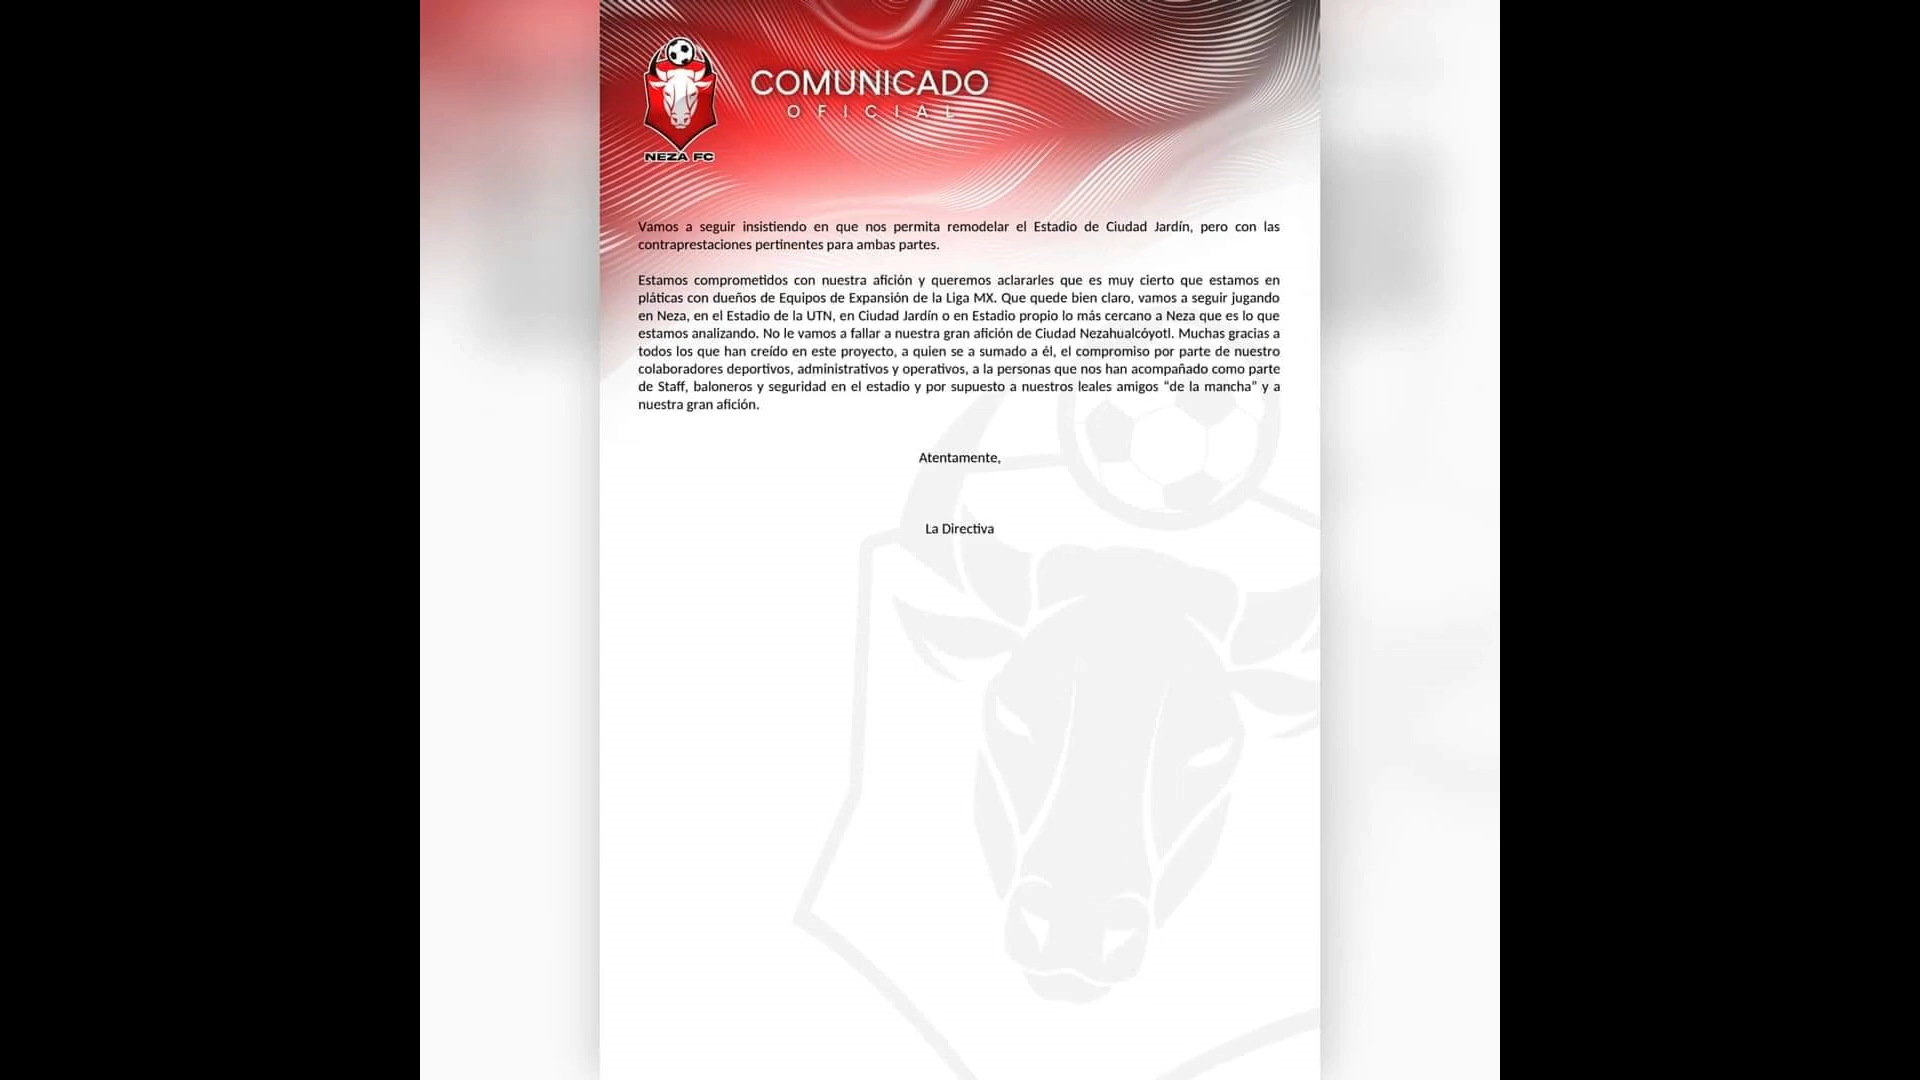 NEZA FC
COMUNICADO
OFICIAL
Vamos a seguir insistiendo en que nos permita remodelar el Estadio de Ciudad Jardín, pero con las
contraprestaciones pertinentes para ambas partes.
Estamos comprometidos con nuestra afición y queremos aclararles que es muy cierto que estamos en
pláticas con dueños de Equipos de Expansión de la Liga MX. Que quede bien claro, vamos a seguir jugando
en Neza, en el Estadio de la UTN, en Ciudad Jardín o en Estadio propio lo más cercano a Neza que es lo que
estamos analizando. No le vamos a fallar a nuestra gran afición de Ciudad Nezahualcóyotl. Muchas gracias a
todos los que han creído en este proyecto, a quien se a sumado a él, el compromiso por parte de nuestro
colaboradores deportivos, administrativos y operativos, a la personas que nos han acompañado como parte
de Staff, baloneros y seguridad en el estadio y por supuesto a nuestros leales amigos “de la mancha” y a
nuestra gran afición.
Atentamente,
La Directiva